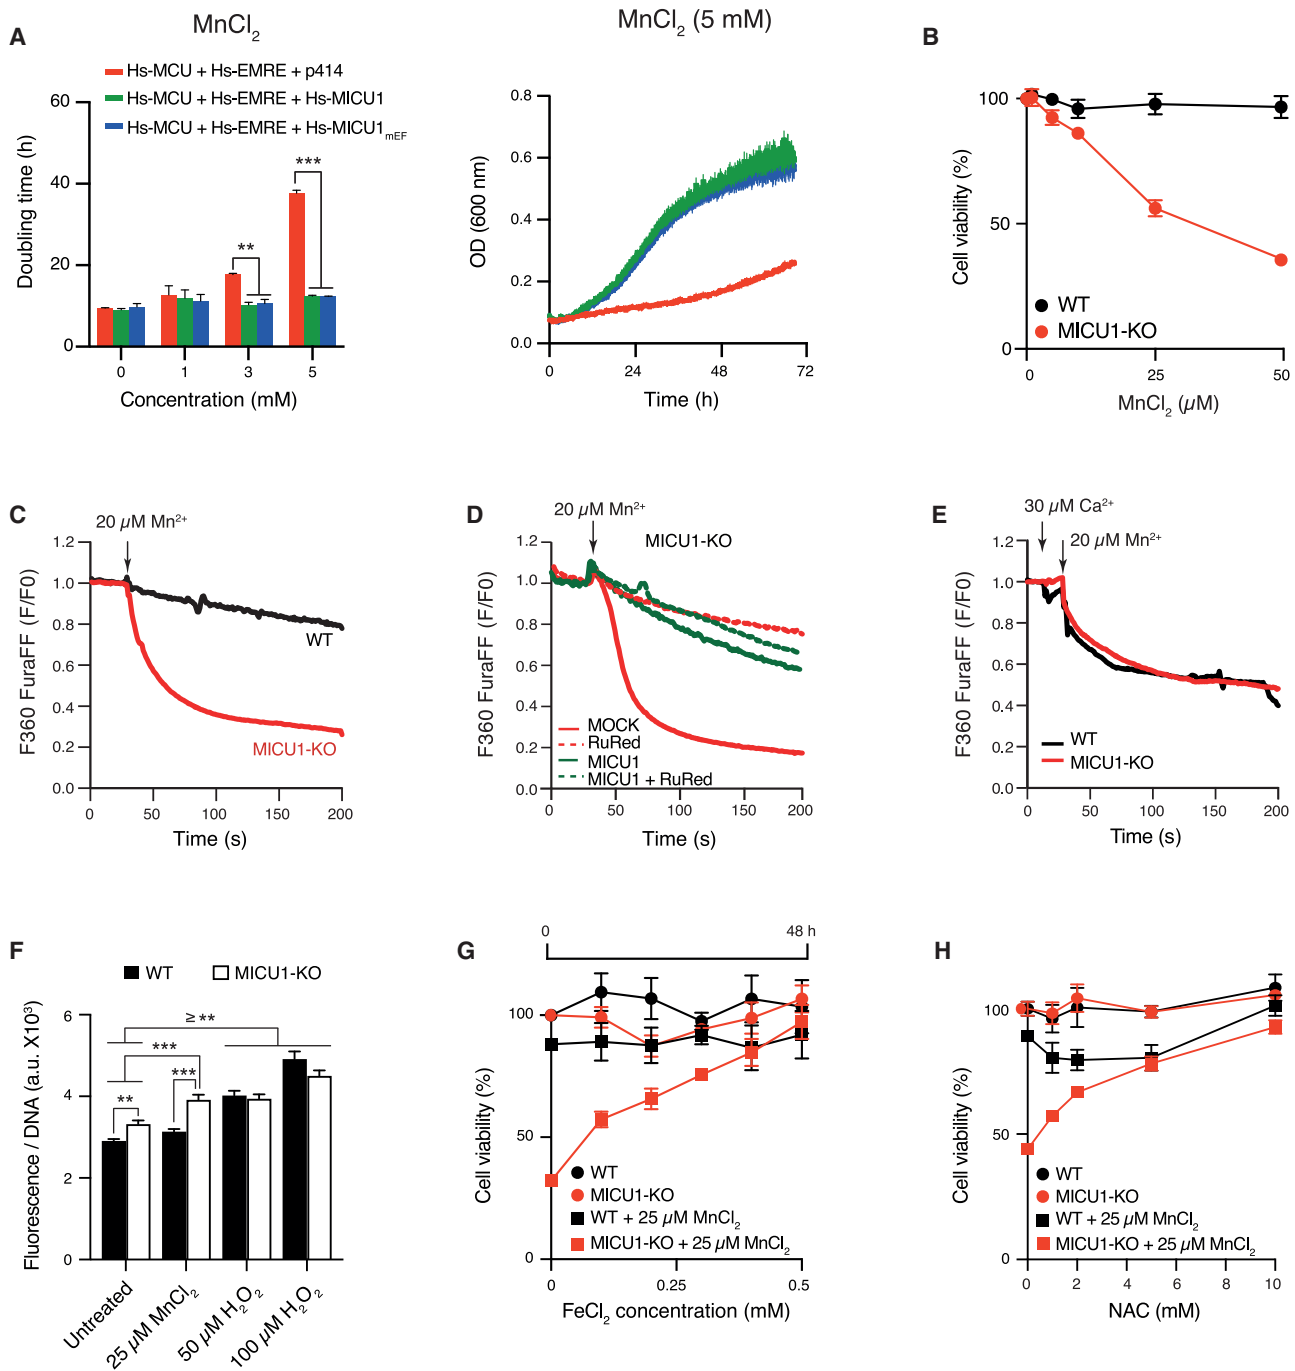 A
MnCl2
Hs-MCU + Hs-EMRE + p414
Hs-MCU + Hs-EMRE + Hs-MICU1
Hs-MCU + Hs-EMRE + Hs-MICU1mEF
Doubling time (h)
60
40
20
0
**
***
0 1 3 5
Concentration (mM)
MnCl2 (5 mM)
OD (600 nm)
0.8
0.6
0.4
0.2
0.0
0 24 48 72
Time (h)
B
Cell viability (%)
100
50
0
WT
MICU1-KO
0 25 50
MnCl2 (µM)
C
20 µM Mn2+
F360 FuraFF (F/F0)
1.2
1.0
0.8
0.6
0.4
0.2
0.0
WT
MICU1-KO
0 50 100 150 200
Time (s)
D
20 µM Mn2+
MICU1-KO
F360 FuraFF (F/F0)
1.2
1.0
0.8
0.6
0.4
0.2
0.0
MOCK
RuRed
MICU1
MICU1 + RuRed
0 50 100 150 200
Time (s)
E
30 µM Ca2+
20 µM Mn2+
F360 FuraFF (F/F0)
1.2
1.0
0.8
0.6
0.4
0.2
0.0
WT
MICU1-KO
0 50 100 150 200
Time (s)
F
WT MICU1-KO
Fluorescence / DNA (a.u. X10³)
6
4
2
0
≥ **
***
***
**
Untreated
25 µM MnCl2
50 µM H2O2
100 µM H2O2
G
0 48 h
Cell viability (%)
100
50
0
WT
MICU1-KO
WT + 25 µM MnCl2
MICU1-KO + 25 µM MnCl2
0 0.25 0.5
FeCl2 concentration (mM)
H
Cell viability (%)
100
50
0
WT
MICU1-KO
WT + 25 µM MnCl2
MICU1-KO + 25 µM MnCl2
0 2 4 6 8 10
NAC (mM)